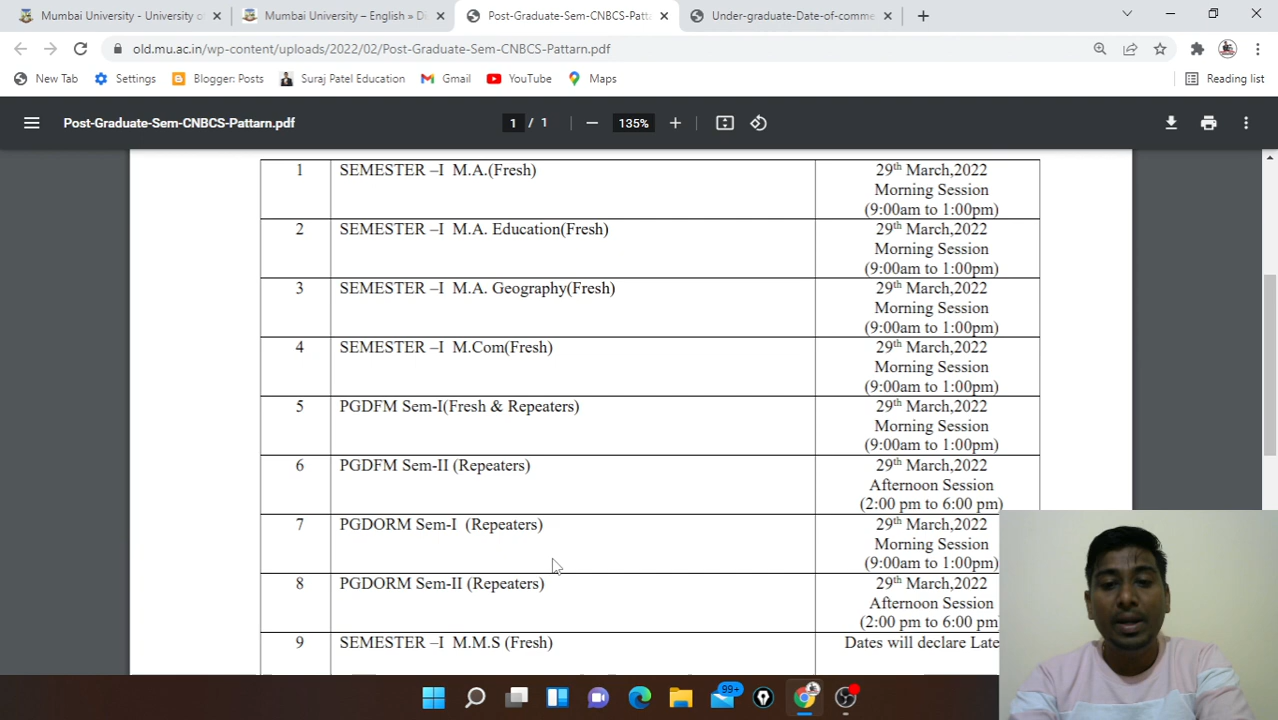 Mumbai University - University o
Mumbai University – English » Di
Post-Graduate-Sem-CNBCS-Patta
Under-graduate-Date-of-comme
old.mu.ac.in/wp-content/uploads/2022/02/Post-Graduate-Sem-CNBCS-Pattarn.pdf
New Tab Settings Blogger: Posts Suraj Patel Education Gmail YouTube Maps Reading list
Post-Graduate-Sem-CNBCS-Pattarn.pdf 1 / 1 135%
1 SEMESTER –I M.A.(Fresh) 29th March,2022
Morning Session
(9:00am to 1:00pm)
2 SEMESTER –I M.A. Education(Fresh) 29th March,2022
Morning Session
(9:00am to 1:00pm)
3 SEMESTER –I M.A. Geography(Fresh) 29th March,2022
Morning Session
(9:00am to 1:00pm)
4 SEMESTER –I M.Com(Fresh) 29th March,2022
Morning Session
(9:00am to 1:00pm)
5 PGDFM Sem-I(Fresh & Repeaters) 29th March,2022
Morning Session
(9:00am to 1:00pm)
6 PGDFM Sem-II (Repeaters) 29th March,2022
Afternoon Session
(2:00 pm to 6:00 pm)
7 PGDORM Sem-I (Repeaters) 29th March,2022
Morning Session
(9:00am to 1:00pm
8 PGDORM Sem-II (Repeaters) 29th March,2022
Afternoon Session
(2:00 pm to 6:00 pm
9 SEMESTER –I M.M.S (Fresh) Dates will declare Late
99+